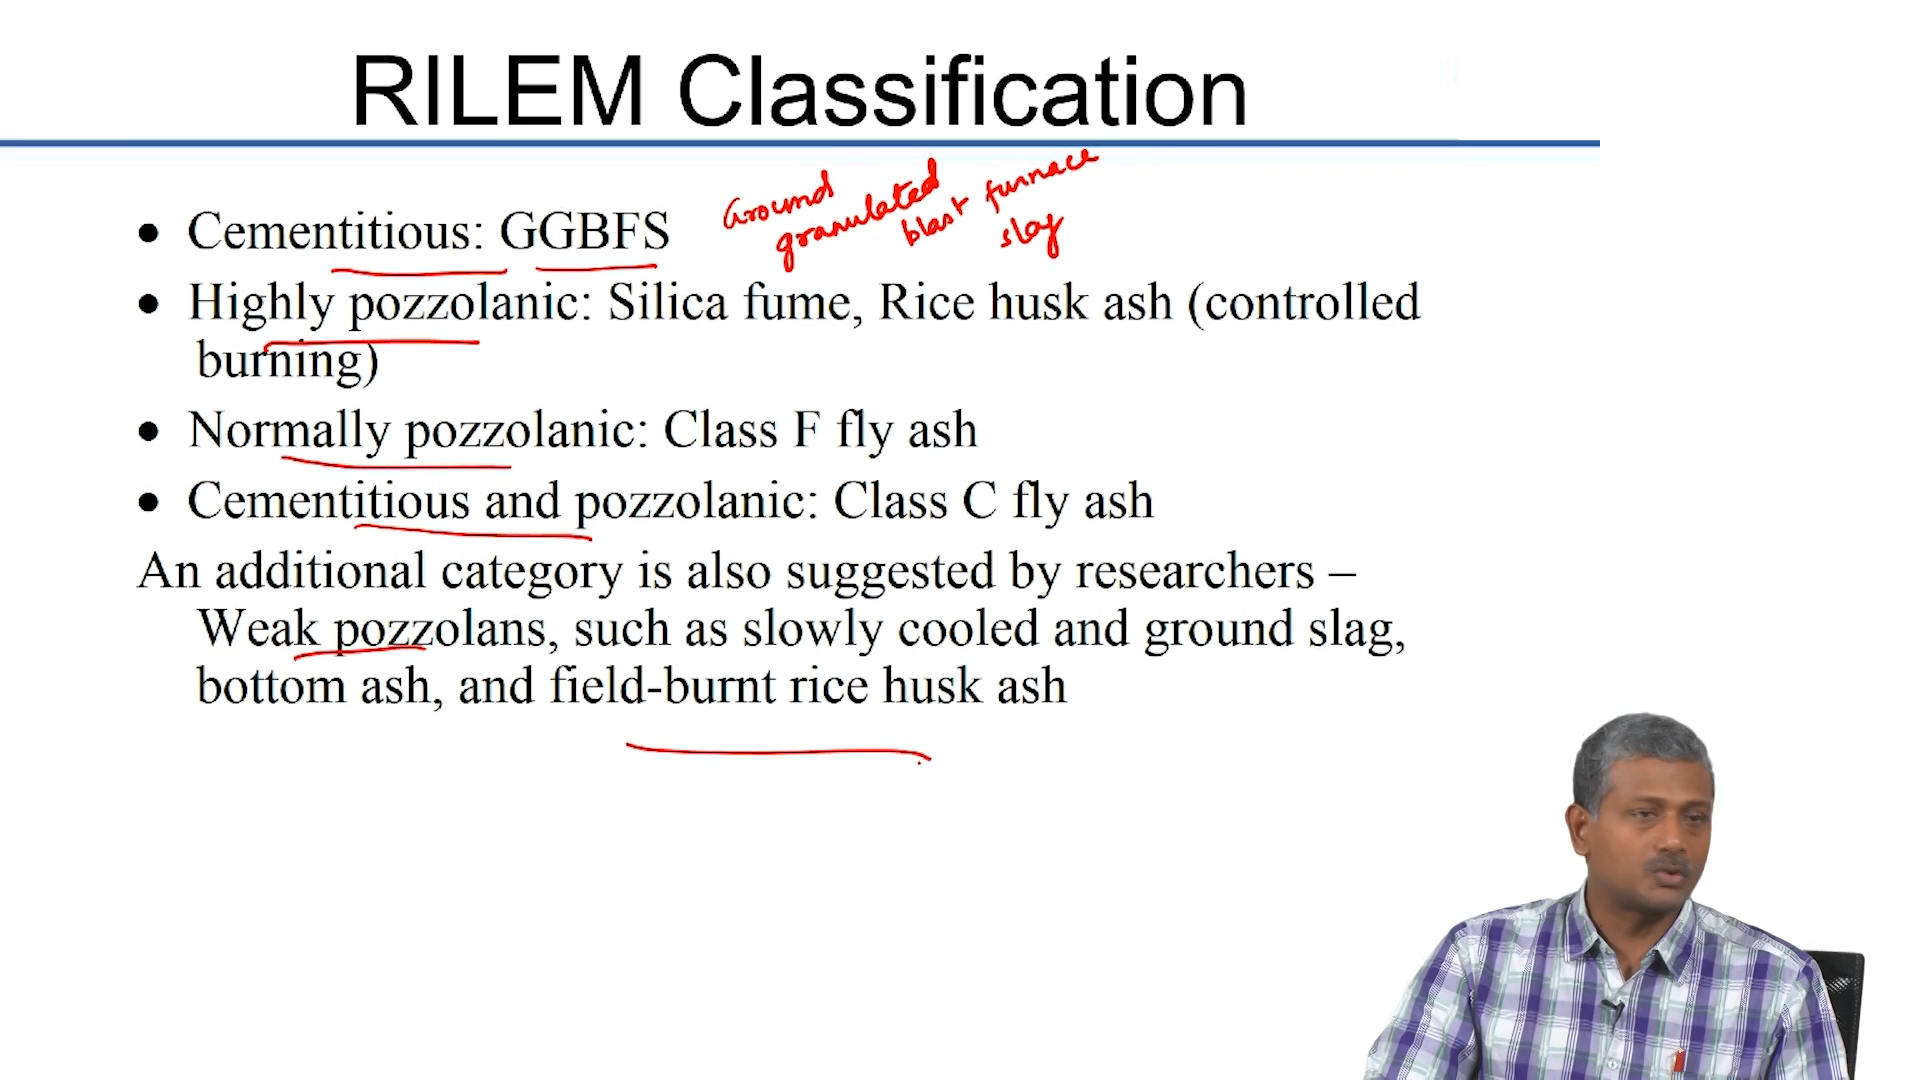 RILEM Classification
Ground granulated blast furnace slag
• Cementitious: GGBFS
• Highly pozzolanic: Silica fume, Rice husk ash (controlled
burning)
• Normally pozzolanic: Class F fly ash
• Cementitious and pozzolanic: Class C fly ash
An additional category is also suggested by researchers –
Weak pozzolans, such as slowly cooled and ground slag,
bottom ash, and field-burnt rice husk ash